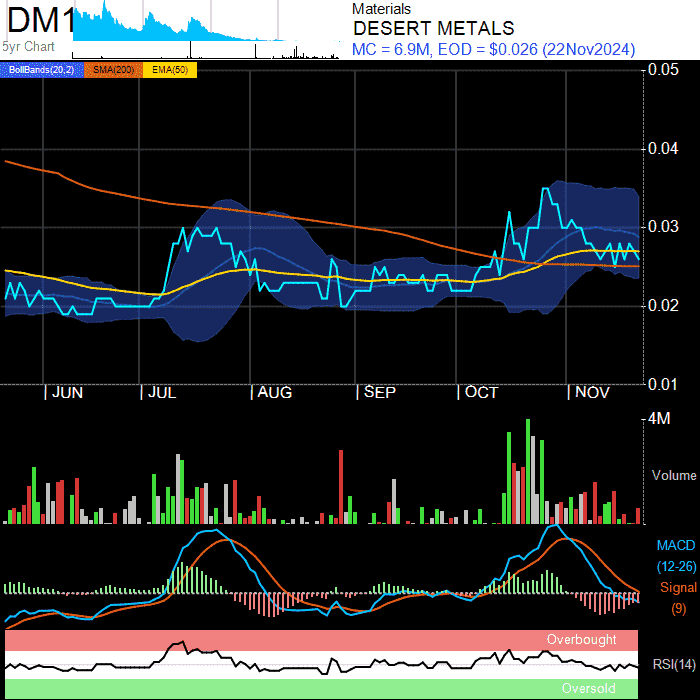 DM1
5yr Chart
Materials
DESERT METALS
MC = 6.9M, EOD = $0.026 (22Nov2024)
BollBands(20,2) SMA(200) EMA(50)
0.05
0.04
0.03
0.02
0.01
JUN JUL AUG SEP OCT NOV
4M
Volume
MACD
(12-26)
Signal
(9)
Overbought
RSI(14)
Oversold